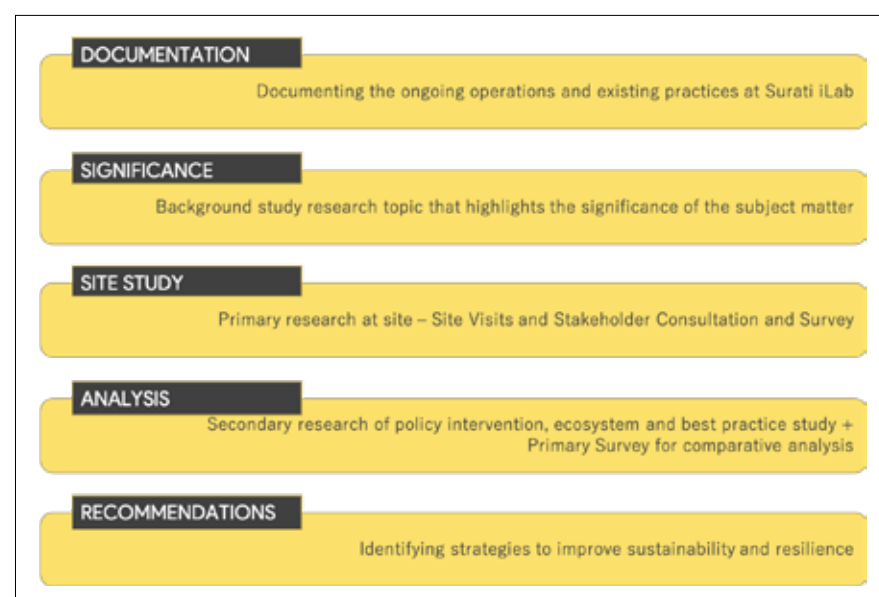 DOCUMENTATION
Documenting the ongoing operations and existing practices at Surati iLab
SIGNIFICANCE
Background study research topic that highlights the significance of the subject matter
SITE STUDY
Primary research at site – Site Visits and Stakeholder Consultation and Survey
ANALYSIS
Secondary research of policy intervention, ecosystem and best practice study +
Primary Survey for comparative analysis
RECOMMENDATIONS
Identifying strategies to improve sustainability and resilience